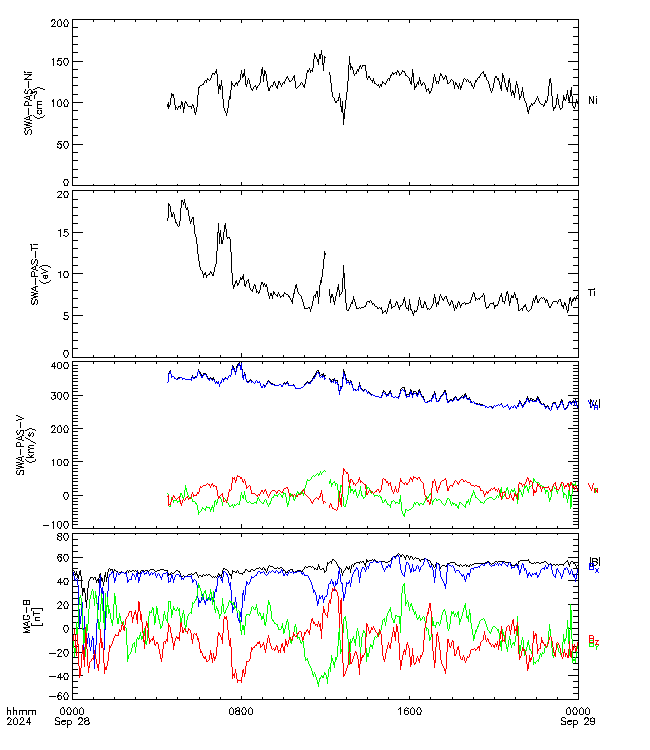 200
150
100
50
0
SWA-PAS-Ni
(cm⁻³)
Ni
20
15
10
5
0
SWA-PAS-Ti
(eV)
Ti
400
300
200
100
0
-100
SWA-PAS-V
(km/s)
80
60
40
20
0
-20
-40
-60
MAG-B
[nT]
|B|
Bx
Bz
hhmm
2024
0000
Sep 28
0800
1600
0000
Sep 29